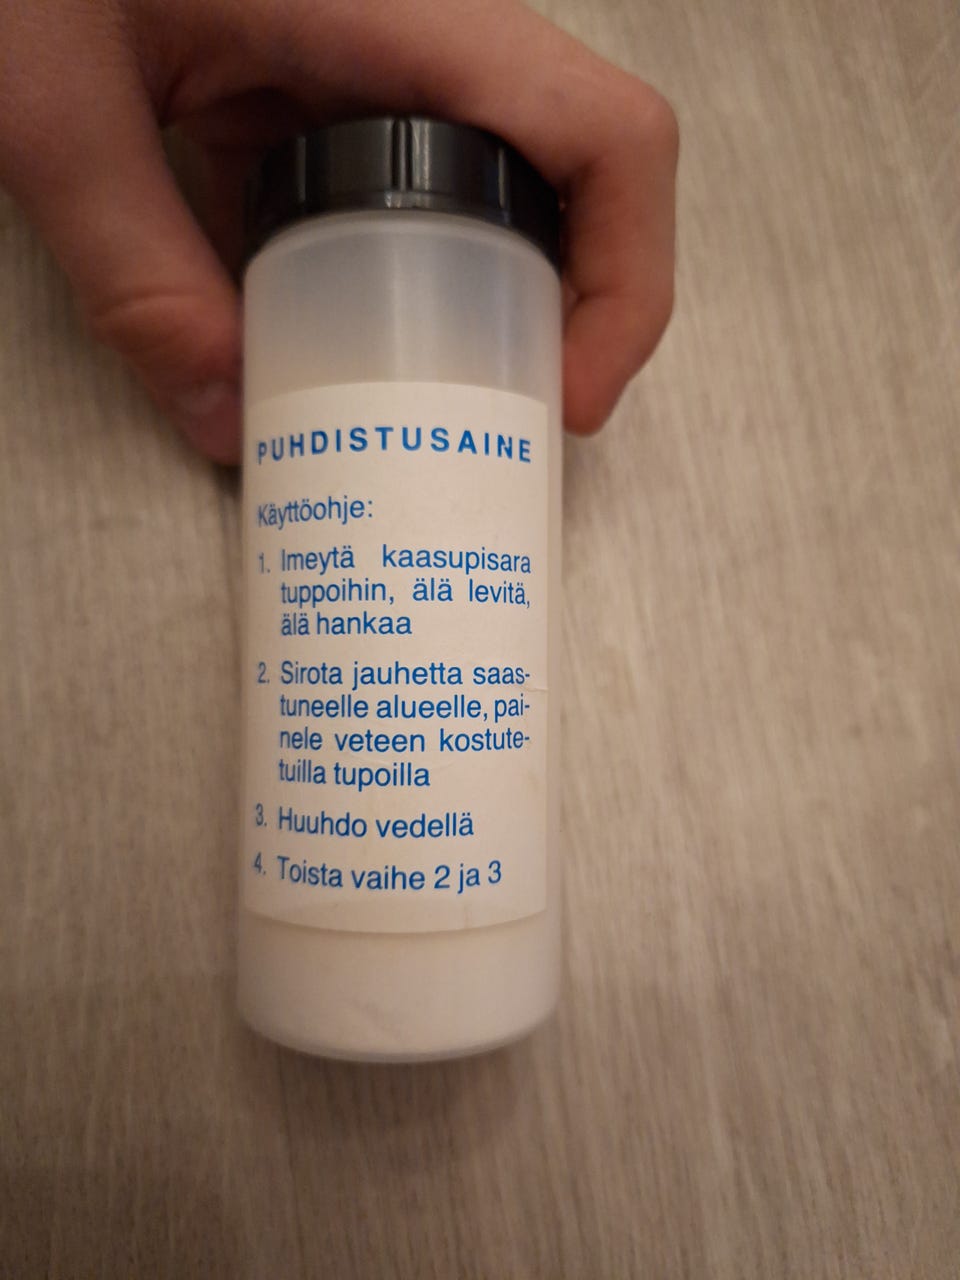 PUHDISTUSAINE
Käyttöohje:
1. Imeytä kaasupisara
tuppoihin, älä levitä,
älä hankaa
2. Sirota jauhetta saas-
tuneelle alueelle, pai-
nele veteen kostute-
tuilla tupoilla
3. Huuhdo vedellä
4. Toista vaihe 2 ja 3